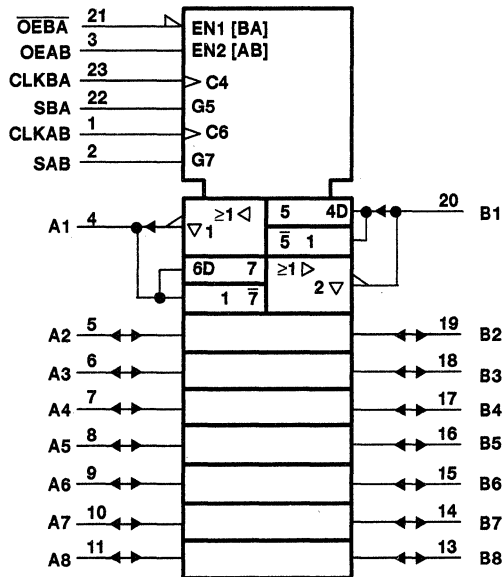 O̅E̅B̅A̅ 21 EN1 [BA]
OEAB 3 EN2 [AB]
CLKBA 23 C4
SBA 22 G5
CLKAB 1 C6
SAB 2 G7
A1 4 ≥1 ◁ 5 4D 20 B1
▽ 1 5̅ 1
6D 7 ≥1 ▷
1 7̅ 2 ▽
A2 5 19 B2
A3 6 18 B3
A4 7 17 B4
A5 8 16 B5
A6 9 15 B6
A7 10 14 B7
A8 11 13 B8